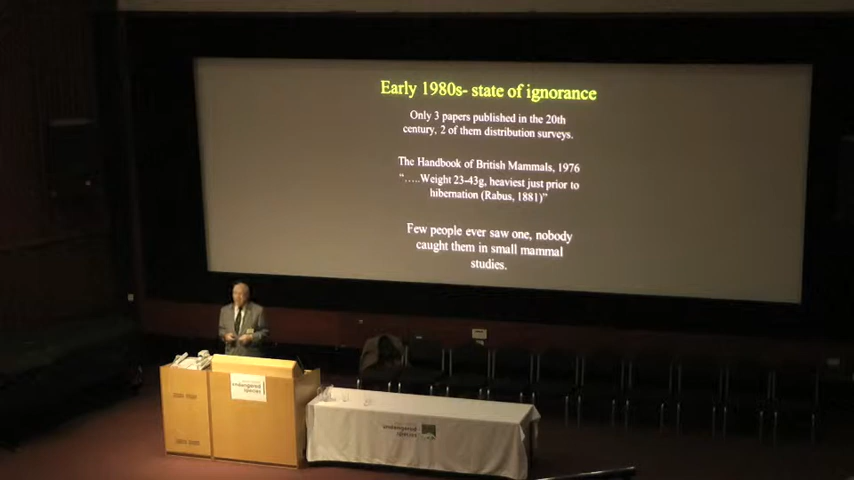 Early 1980s- state of ignorance
Only 3 papers published in the 20th
century, 2 of them distribution surveys.
The Handbook of British Mammals, 1976
“…..Weight 23-43g, heaviest just prior to
hibernation (Rabus, 1881)”
Few people ever saw one, nobody
caught them in small mammal
studies.
endangered
species
endangered
species